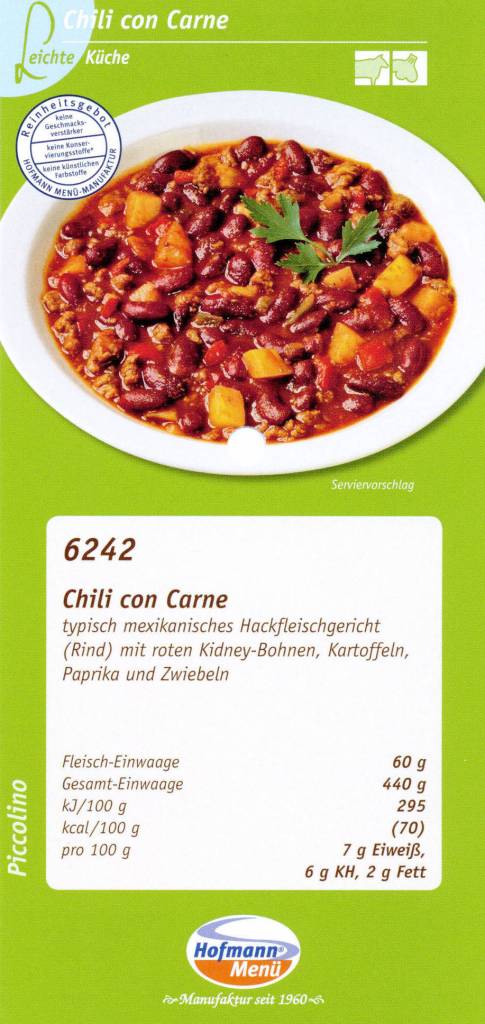 Chili con Carne
Leichte Küche
Reinheitsgebot
keine
Geschmacks-
verstärker
keine Konser-
vierungsstoffe*
keine künstlichen
Farbstoffe
HOFMANN MENÜ-MANUFAKTUR
Serviervorschlag
6242
Chili con Carne
typisch mexikanisches Hackfleischgericht
(Rind) mit roten Kidney-Bohnen, Kartoffeln,
Paprika und Zwiebeln
Fleisch-Einwaage 60 g
Gesamt-Einwaage 440 g
kJ/100 g 295
kcal/100 g (70)
pro 100 g 7 g Eiweiß,
6 g KH, 2 g Fett
Piccolino
Hofmann®
Menü
Manufaktur seit 1960